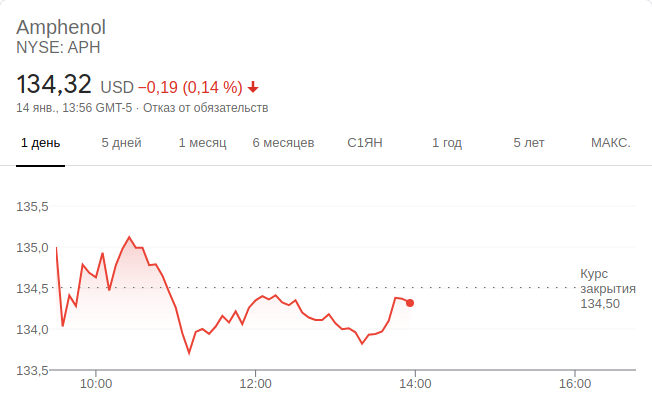 Amphenol
NYSE: APH
134,32 USD −0,19 (0,14 %)
14 янв., 13:56 GMT-5 · Отказ от обязательств
1 день 5 дней 1 месяц 6 месяцев С1ЯН 1 год 5 лет МАКС.
135,5
135,0
134,5
134,0
133,5
Курс
закрытия
134,50
10:00 12:00 14:00 16:00